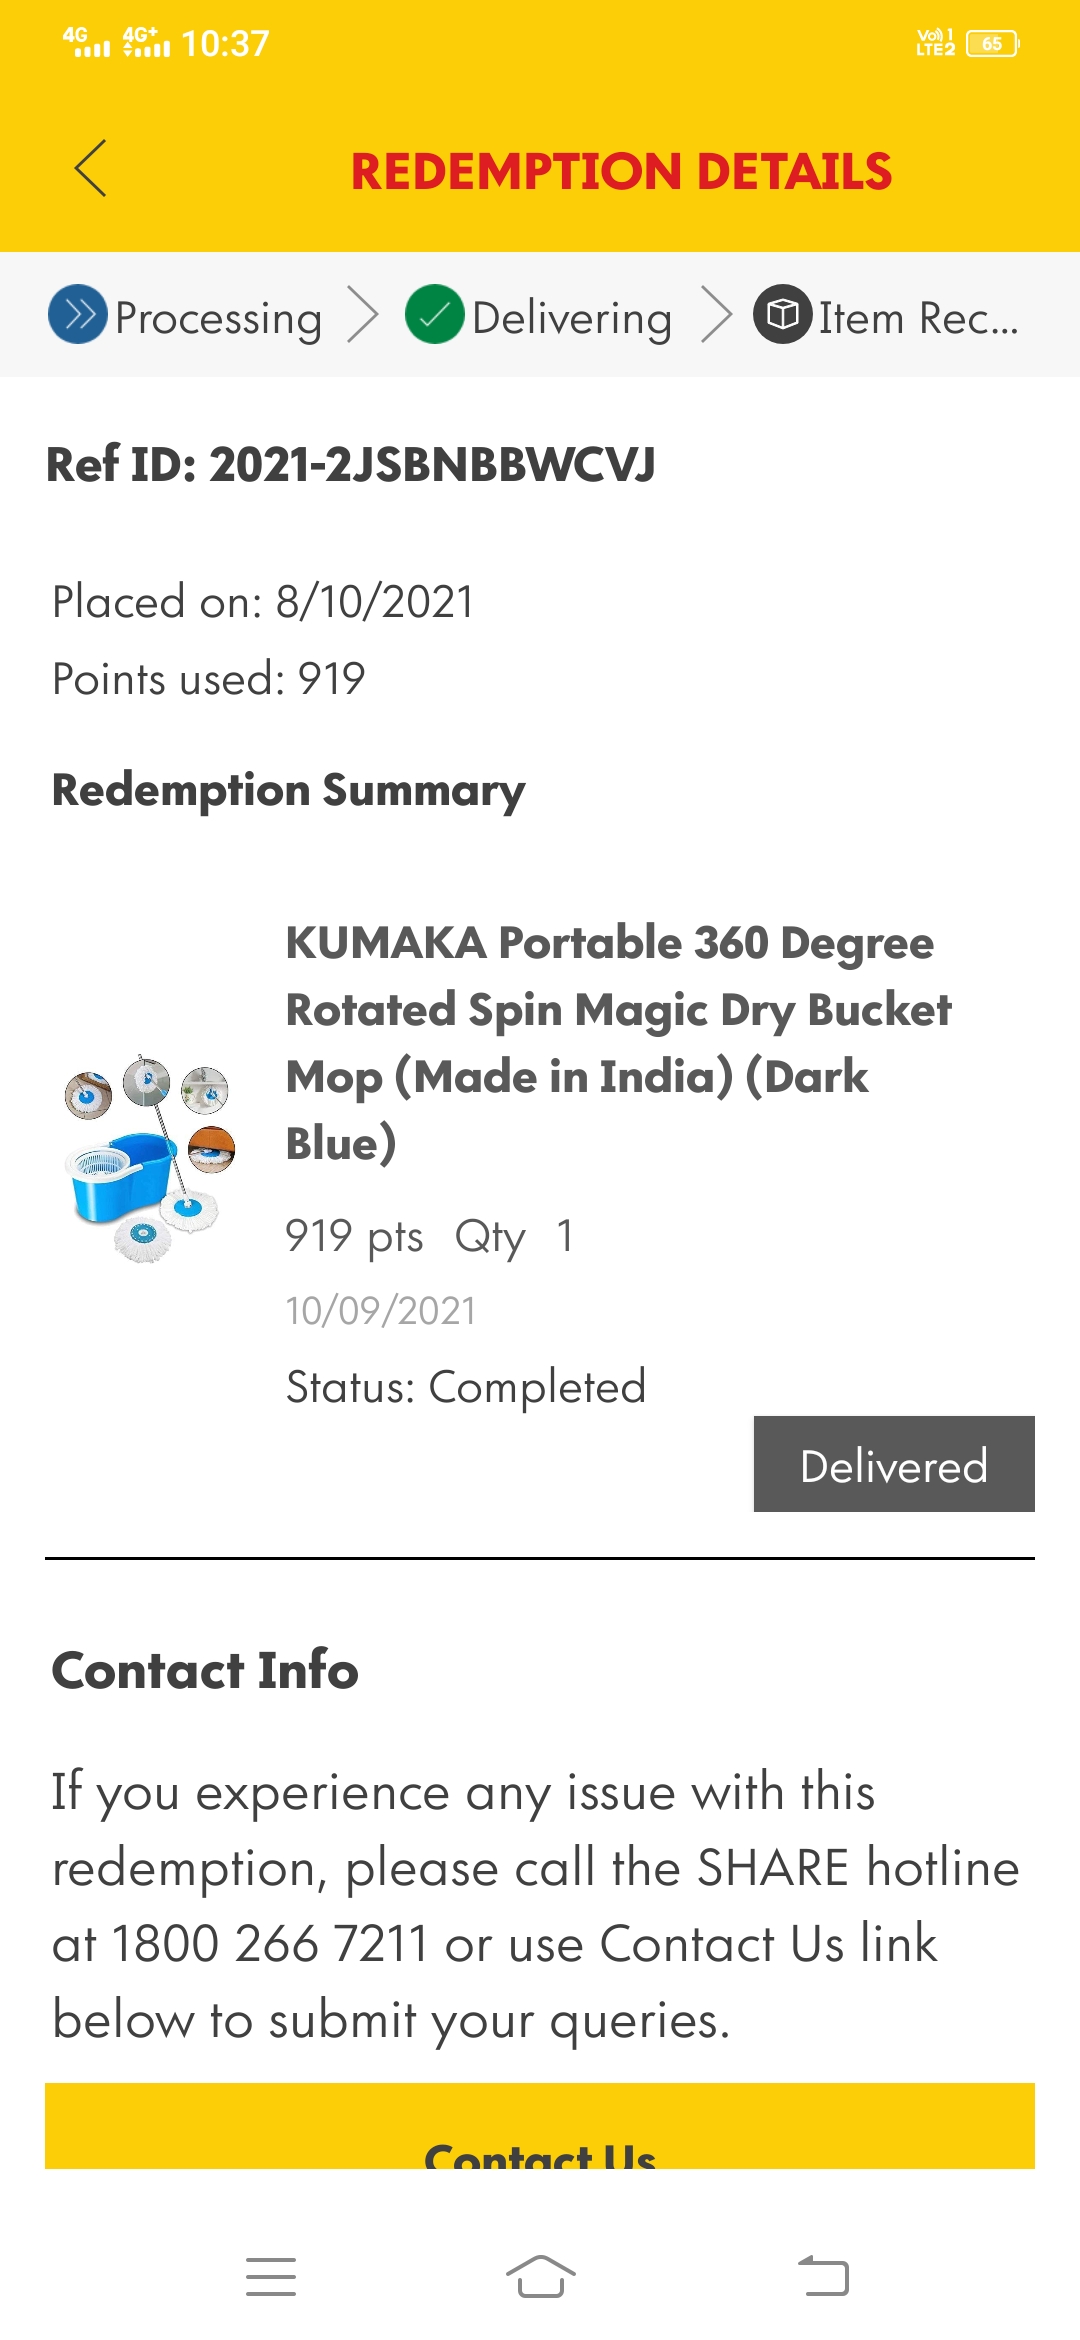 4G 4G+ 10:37 Vo) 1 LTE2 65
REDEMPTION DETAILS
Processing Delivering Item Rec...
Ref ID: 2021-2JSBNBBWCVJ
Placed on: 8/10/2021
Points used: 919
Redemption Summary
KUMAKA Portable 360 Degree
Rotated Spin Magic Dry Bucket
Mop (Made in India) (Dark
Blue)
919 pts Qty 1
10/09/2021
Status: Completed
Delivered
Contact Info
If you experience any issue with this
redemption, please call the SHARE hotline
at 1800 266 7211 or use Contact Us link
below to submit your queries.
Contact Us